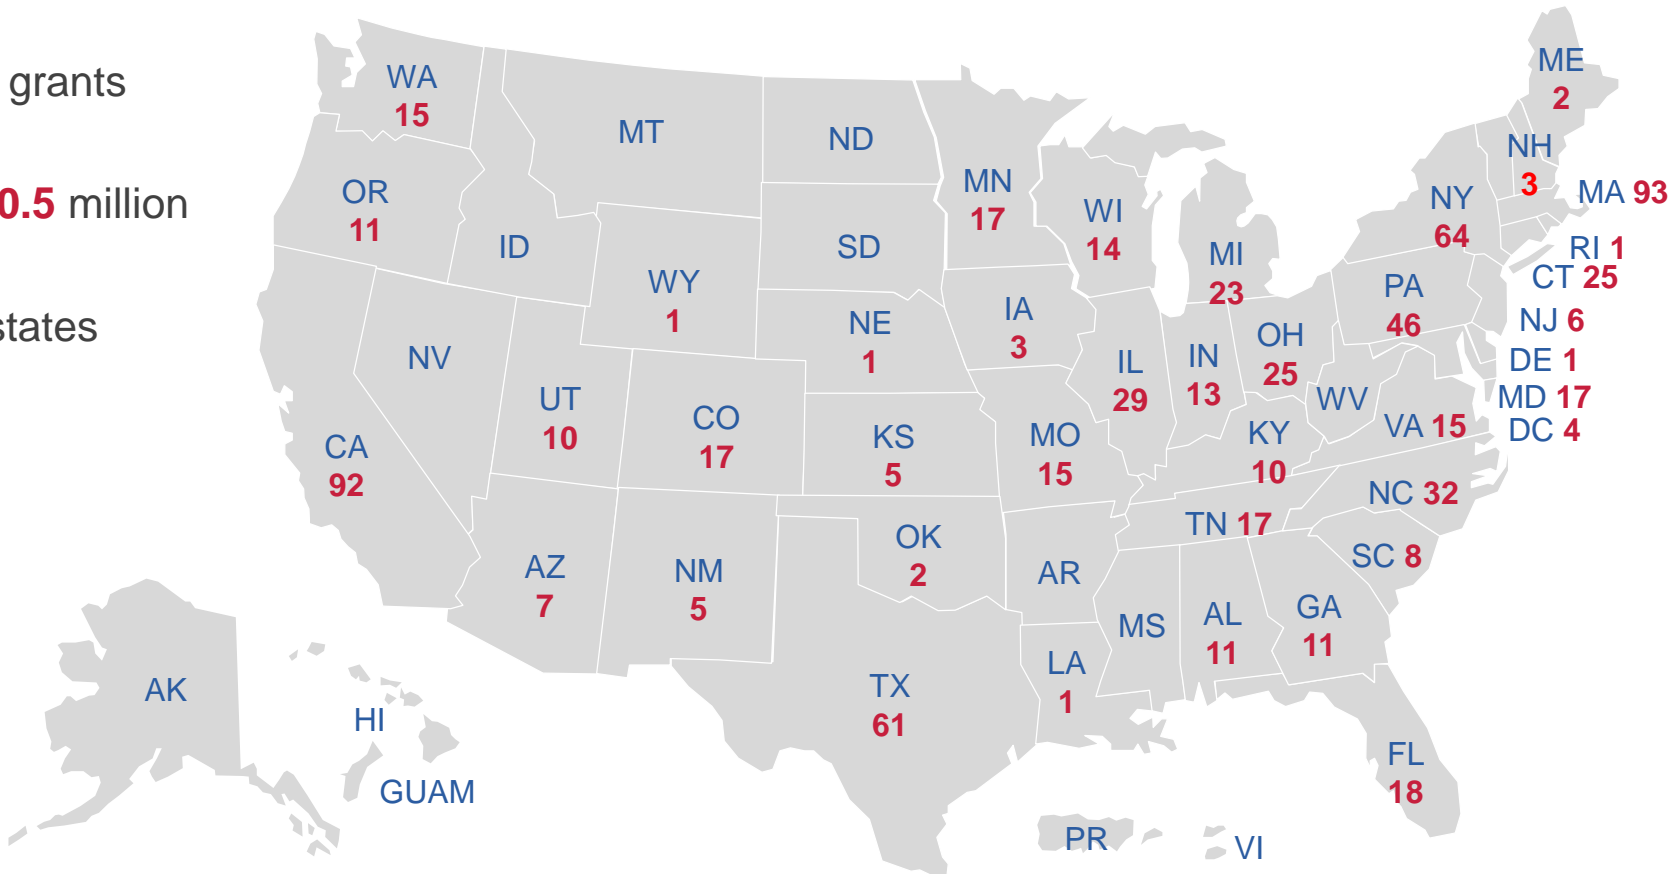 grants
0.5 million
states
WA
15
MT
ND
MN
17
OR
11
ID
SD
WI
14
MI
23
ME
2
NH
3
MA 93
NY
64
RI 1
CT 25
WY
1
NE
1
IA
3
PA
46
NJ 6
NV
UT
10
CO
17
IL
29
IN
13
OH
25
DE 1
MD 17
WV
VA 15
DC 4
CA
92
KS
5
MO
15
KY
10
NC 32
TN 17
AZ
7
NM
5
OK
2
AR
SC 8
MS
AL
11
GA
11
TX
61
LA
1
FL
18
AK
HI
GUAM
PR
VI